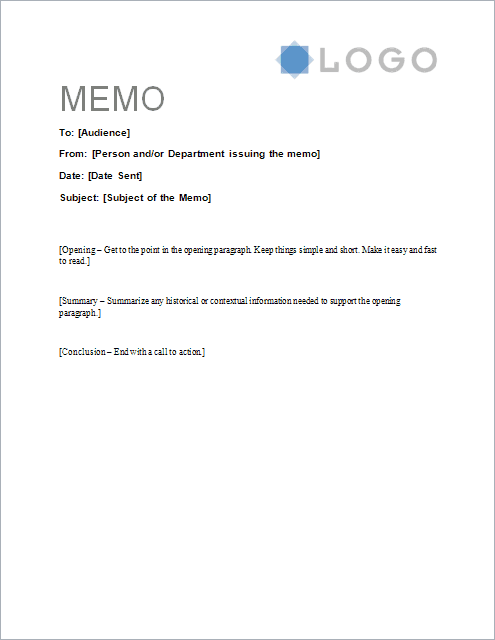 LOGO
MEMO
To: [Audience]
From: [Person and/or Department issuing the memo]
Date: [Date Sent]
Subject: [Subject of the Memo]
[Opening – Get to the point in the opening paragraph. Keep things simple and short. Make it easy and fast
to read.]
[Summary – Summarize any historical or contextual information needed to support the opening
paragraph.]
[Conclusion – End with a call to action.]